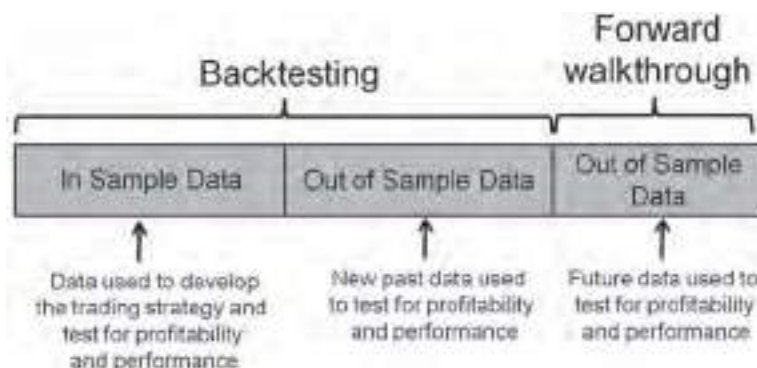 Forward
walkthrough
Backtesting
In Sample Data
Out of Sample Data
Out of Sample
Data
Data used to develop
the trading strategy and
test for profitability
and performance
New past data used
to test for profitability
and performance
Future data used to
test for profitability
and performance